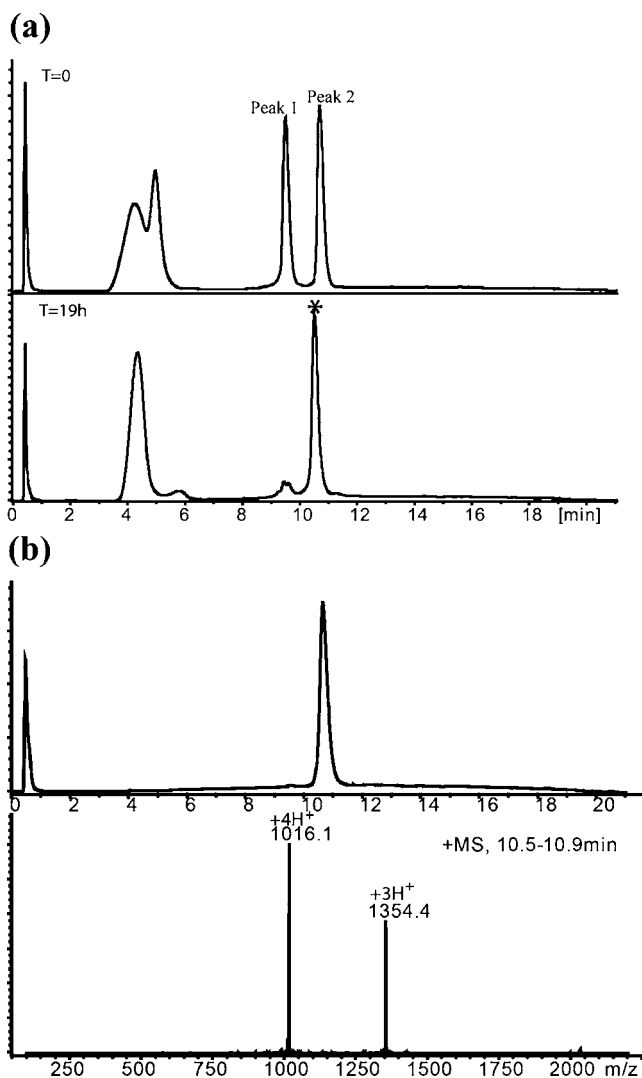 (a)
T=0
Peak 1 Peak 2
T=19h
*
0 2 4 6 8 10 12 14 16 18 [min]
(b)
0 2 4 6 8 10 12 14 16 18 20
+4H+
1016.1
+MS, 10.5-10.9min
+3H+
1354.4
250 500 750 1000 1250 1500 1750 2000 m/z